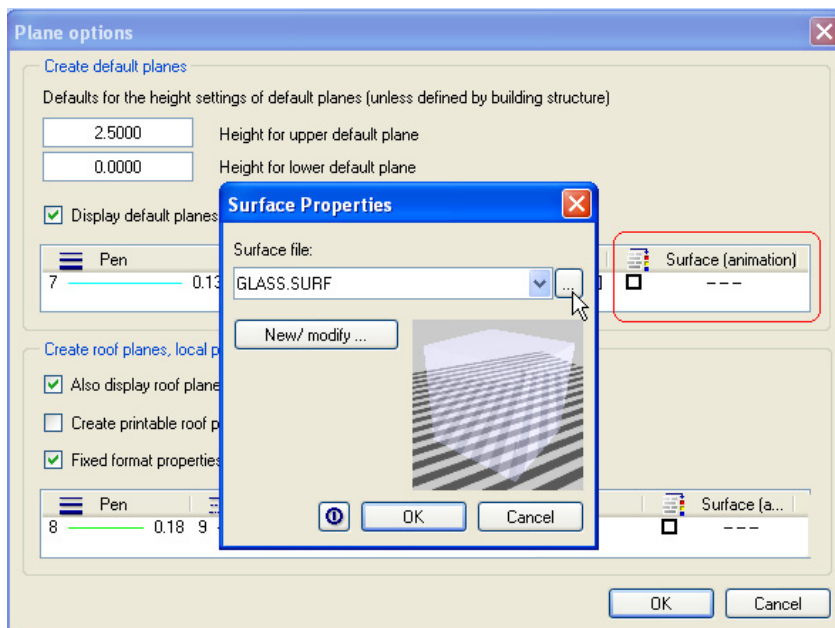 Plane options
Create default planes
Defaults for the height settings of default planes (unless defined by building structure)
2.5000 Height for upper default plane
0.0000 Height for lower default plane
Display default planes
Pen Surface (animation)
7 0.13 ---
Surface Properties
Surface file:
GLASS.SURF ...
New/ modify ...
OK Cancel
Create roof planes, local p
Also display roof plane
Create printable roof p
Fixed format properties
Pen Surface (a...
8 0.18 9 ---
OK Cancel